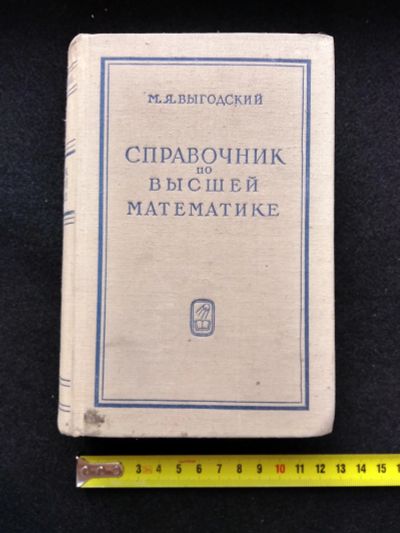 М.Я.ВЫГОДСКИЙ
СПРАВОЧНИК
ПО
ВЫСШЕЙ
МАТЕМАТИКЕ
3 4 5 6 7 8 9 10 11 12 13 14 15